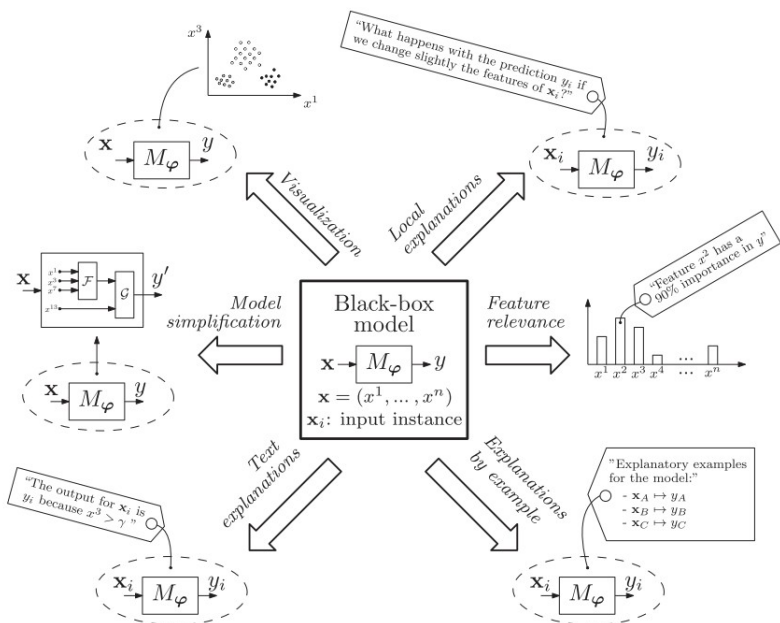 x³
x¹
x
Mφ
y
Visualization
“What happens with the prediction yᵢ if
we change slightly the features of xᵢ?”
xᵢ
Mφ
yᵢ
Local
explanations
x
x¹
x³
x⁷
x¹³
F
G
y′
x
Mφ
y
Model
simplification
Black-box
model
x
Mφ
y
x = (x¹, ... , xⁿ)
xᵢ: input instance
Feature
relevance
“Feature x² has a
90% importance in y”
x¹ x² x³ x⁴ ... ... xⁿ
“The output for xᵢ is
yᵢ because x³ > γ ”
Text
explanations
xᵢ
Mφ
yᵢ
Explanations
by example
”Explanatory examples
for the model:”
- xA ↦ yA
- xB ↦ yB
- xC ↦ yC
xᵢ
Mφ
yᵢ